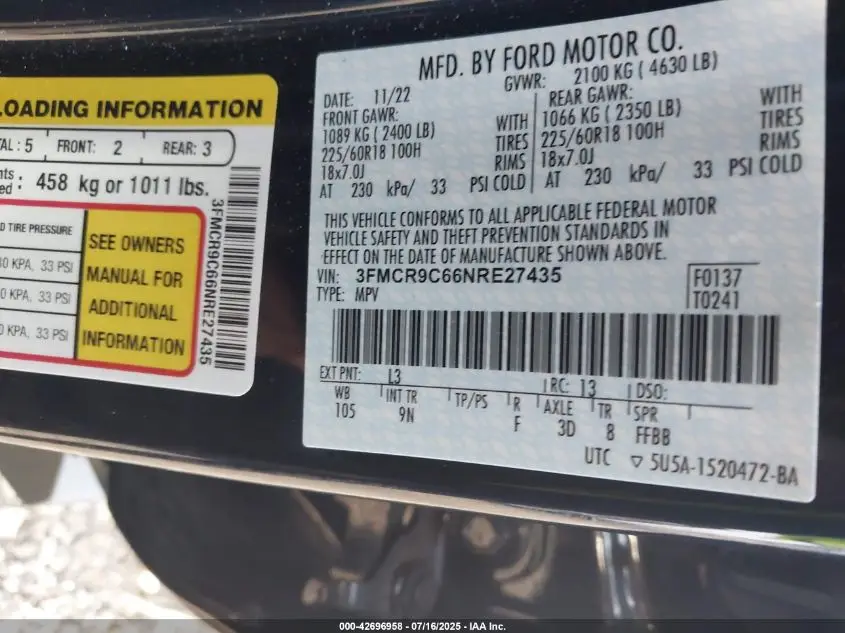 LOADING INFORMATION
TAL: 5 FRONT: 2 REAR: 3
458 kg or 1011 lbs.
TIRE PRESSURE
KPA, 33 PSI
KPA, 33 PSI
KPA, 33 PSI
SEE OWNERS
MANUAL FOR
ADDITIONAL
INFORMATION
3FMCR9C66NRE27435
MFD. BY FORD MOTOR CO.
DATE: 11/22 GVWR: 2100 KG ( 4630 LB)
FRONT GAWR: REAR GAWR:
1089 KG ( 2400 LB) WITH 1066 KG ( 2350 LB) WITH
225/60R18 100H TIRES 225/60R18 100H TIRES
18x7.0J RIMS 18x7.0J RIMS
AT 230 kPa/ 33 PSI COLD AT 230 kPa/ 33 PSI COLD
THIS VEHICLE CONFORMS TO ALL APPLICABLE FEDERAL MOTOR
VEHICLE SAFETY AND THEFT PREVENTION STANDARDS IN
EFFECT ON THE DATE OF MANUFACTURE SHOWN ABOVE.
VIN: 3FMCR9C66NRE27435 F0137
TYPE: MPV T0241
EXT PNT: L3 RC: 13 DSO:
WB INT TR TP/PS R AXLE TR SPR
105 9N F 3D 8 FFBB
UTC ▽ 5U5A-1520472-BA
000-42696958 - 07/16/2025 - IAA Inc.